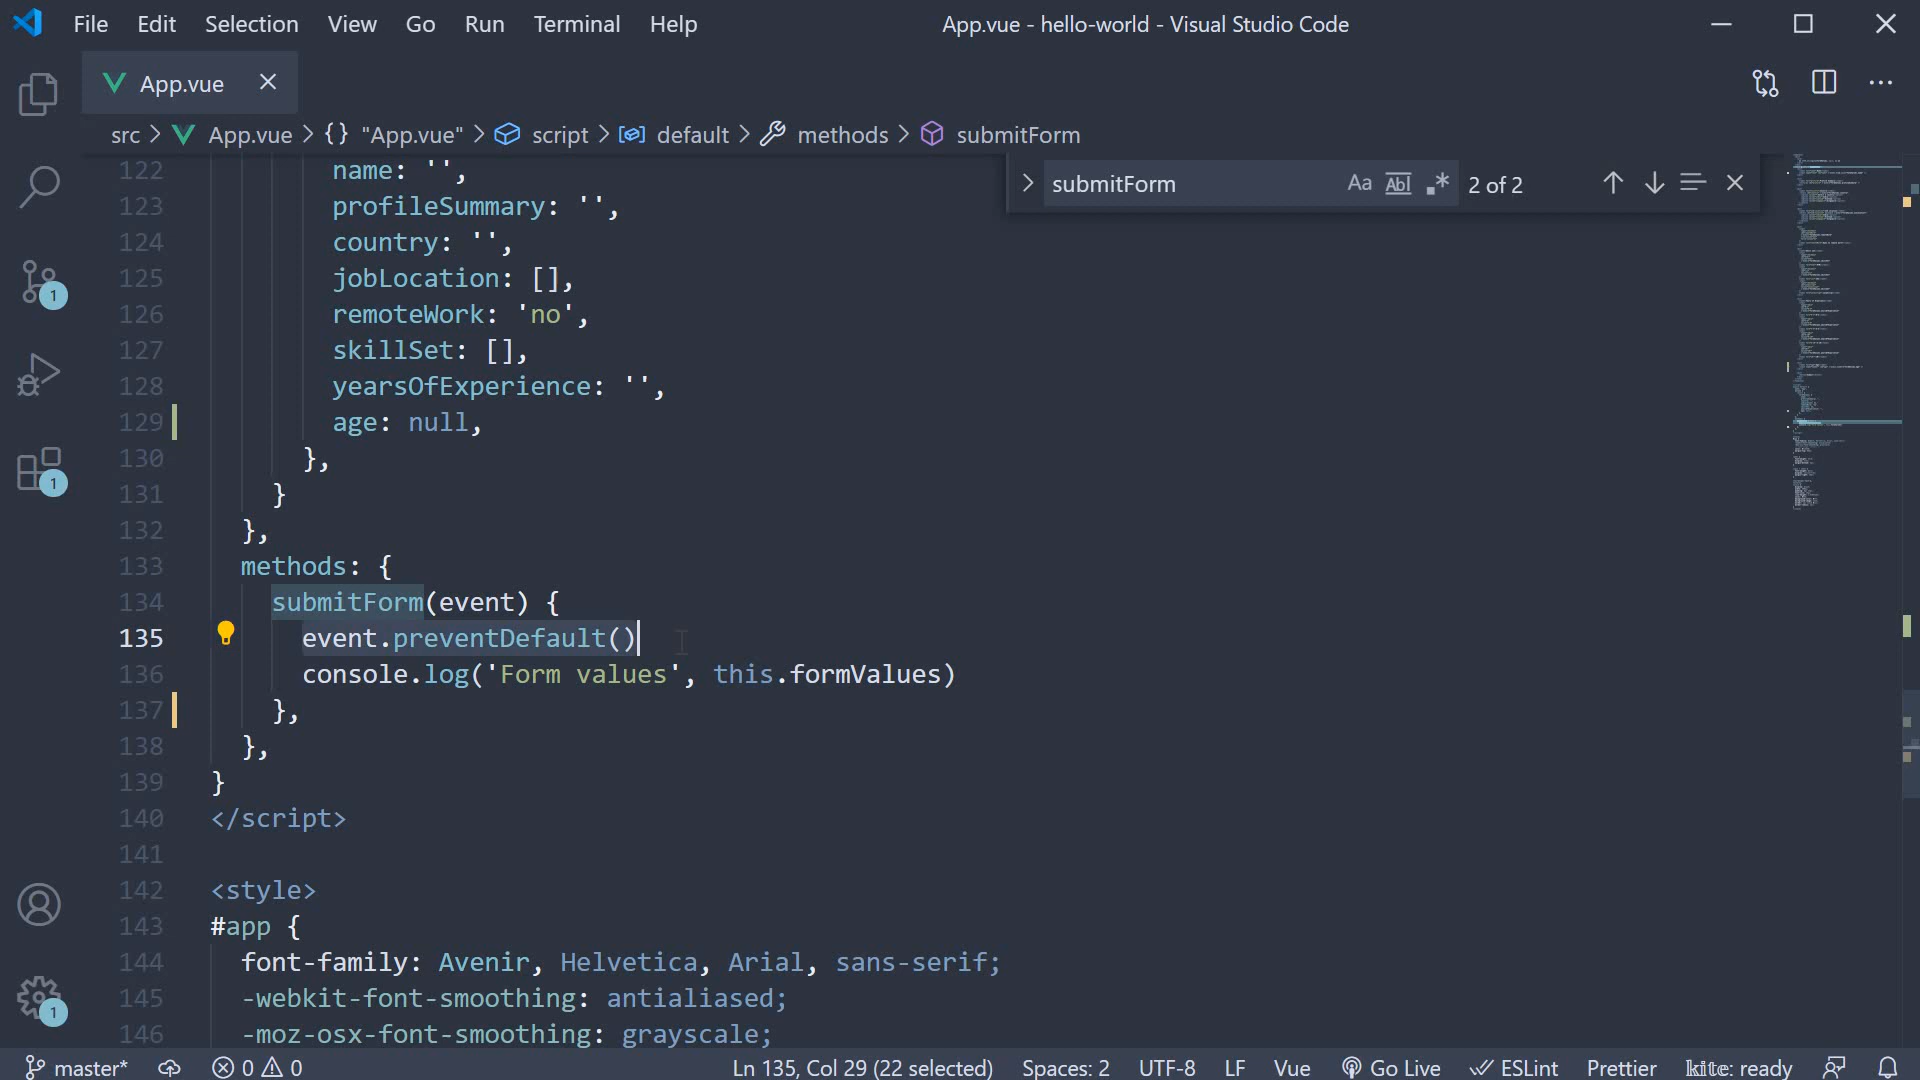 File Edit Selection View Go Run Terminal Help App.vue - hello-world - Visual Studio Code
App.vue
src > App.vue > {} "App.vue" > script > default > methods > submitForm
submitForm Aa Abl .* 2 of 2
122 name: '',
123 profileSummary: '',
124 country: '',
125 jobLocation: [],
126 remoteWork: 'no',
127 skillSet: [],
128 yearsOfExperience: '',
129 age: null,
130 },
131 }
132 },
133 methods: {
134 submitForm(event) {
135 event.preventDefault()
136 console.log('Form values', this.formValues)
137 },
138 },
139 }
140 </script>
141
142 <style>
143 #app {
144 font-family: Avenir, Helvetica, Arial, sans-serif;
145 -webkit-font-smoothing: antialiased;
146 -moz-osx-font-smoothing: grayscale;
1
1
1
master* 0 0 Ln 135, Col 29 (22 selected) Spaces: 2 UTF-8 LF Vue Go Live ESLint Prettier kite: ready